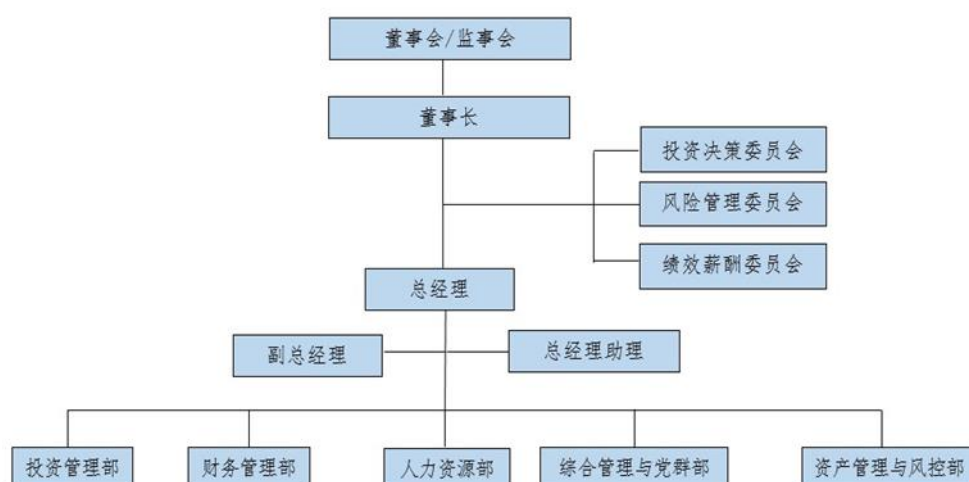 董事会/监事会
董事长
投资决策委员会
风险管理委员会
绩效薪酬委员会
总经理
副总经理
总经理助理
投资管理部
财务管理部
人力资源部
综合管理与党群部
资产管理与风控部